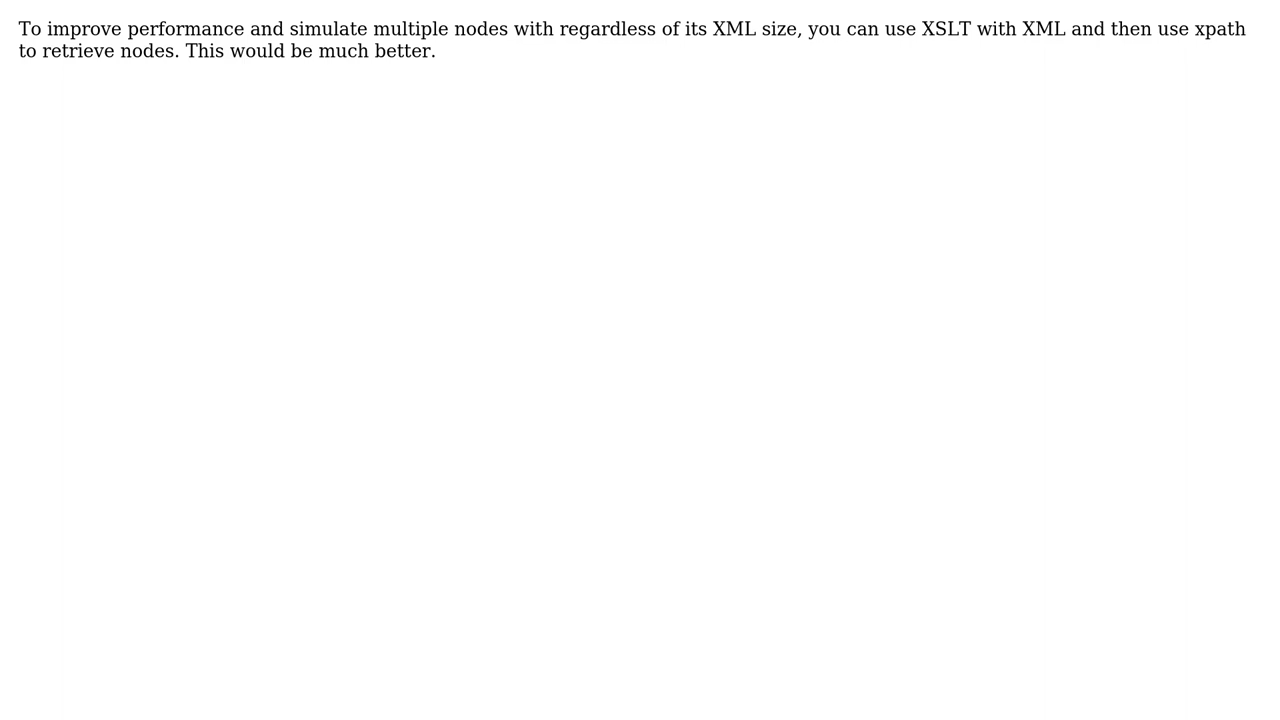 To improve performance and simulate multiple nodes with regardless of its XML size, you can use XSLT with XML and then use xpath
to retrieve nodes. This would be much better.